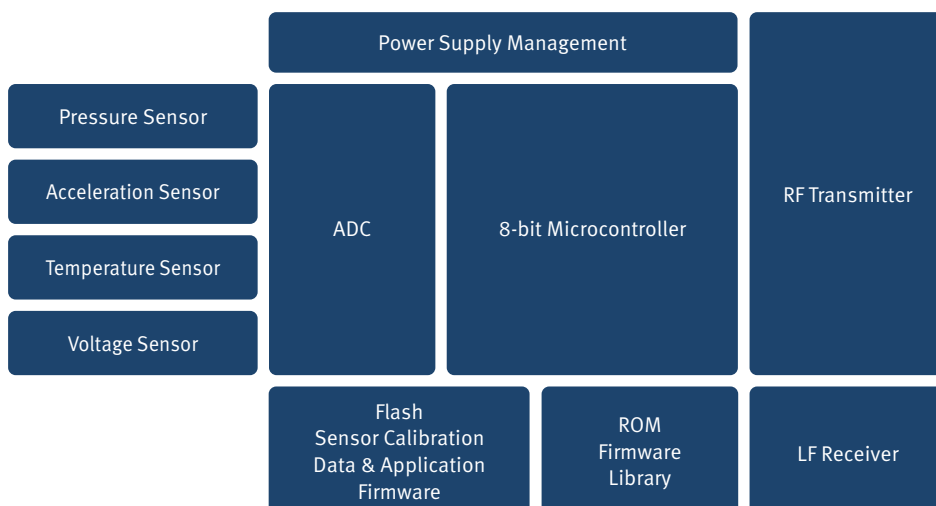 Power Supply Management
Pressure Sensor
Acceleration Sensor
Temperature Sensor
Voltage Sensor
ADC
8-bit Microcontroller
RF Transmitter
Flash
Sensor Calibration
Data & Application
Firmware
ROM
Firmware
Library
LF Receiver